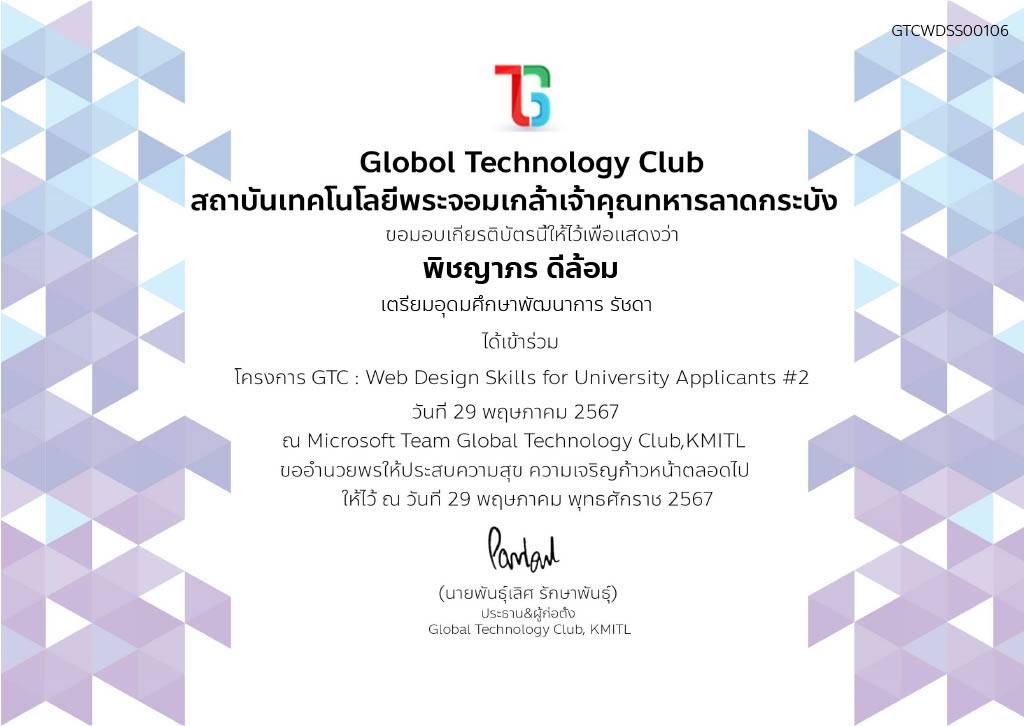 GTCWDSS00106
TG
Globol Technology Club
สถาบันเทคโนโลยีพระจอมเกล้าเจ้าคุณทหารลาดกระบัง
ขอมอบเกียรติบัตรนี้ให้ไว้เพื่อแสดงว่า
พิชญาภร ดีล้อม
เตรียมอุดมศึกษาพัฒนาการ รัชดา
ได้เข้าร่วม
โครงการ GTC : Web Design Skills for University Applicants #2
วันที่ 29 พฤษภาคม 2567
ณ Microsoft Team Global Technology Club,KMITL
ขออำนวยพรให้ประสบความสุข ความเจริญก้าวหน้าตลอดไป
ให้ไว้ ณ วันที่ 29 พฤษภาคม พุทธศักราช 2567
(นายพันธุ์เลิศ รักษาพันธุ์)
ประธาน&ผู้ก่อตั้ง
Global Technology Club, KMITL